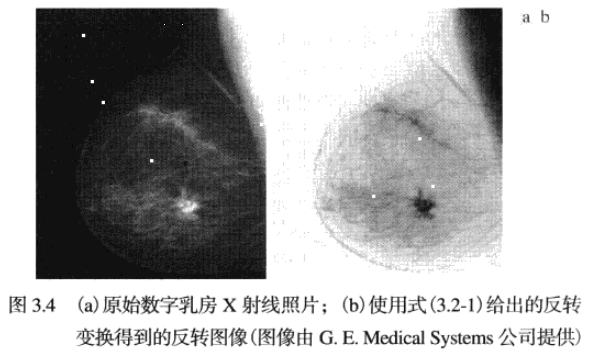 a b
图 3.4 (a)原始数字乳房 X 射线照片；(b)使用式(3.2-1)给出的反转
变换得到的反转图像(图像由 G. E. Medical Systems 公司提供)